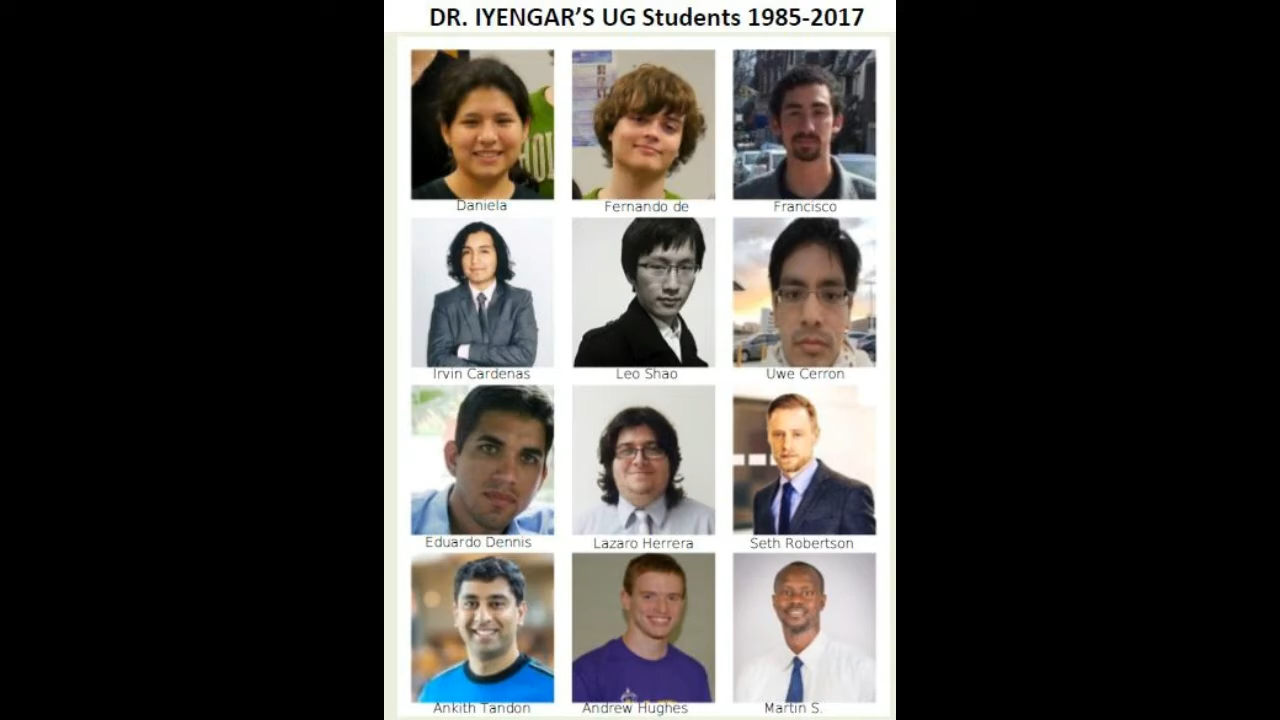 DR. IYENGAR'S UG Students 1985-2017
HOL
Daniela
Fernando de
Francisco
Irvin Cardenas
Leo Shao
Uwe Cerron
Eduardo Dennis
Lazaro Herrera
Seth Robertson
Ankith Tandon
Andrew Hughes
Martin S.